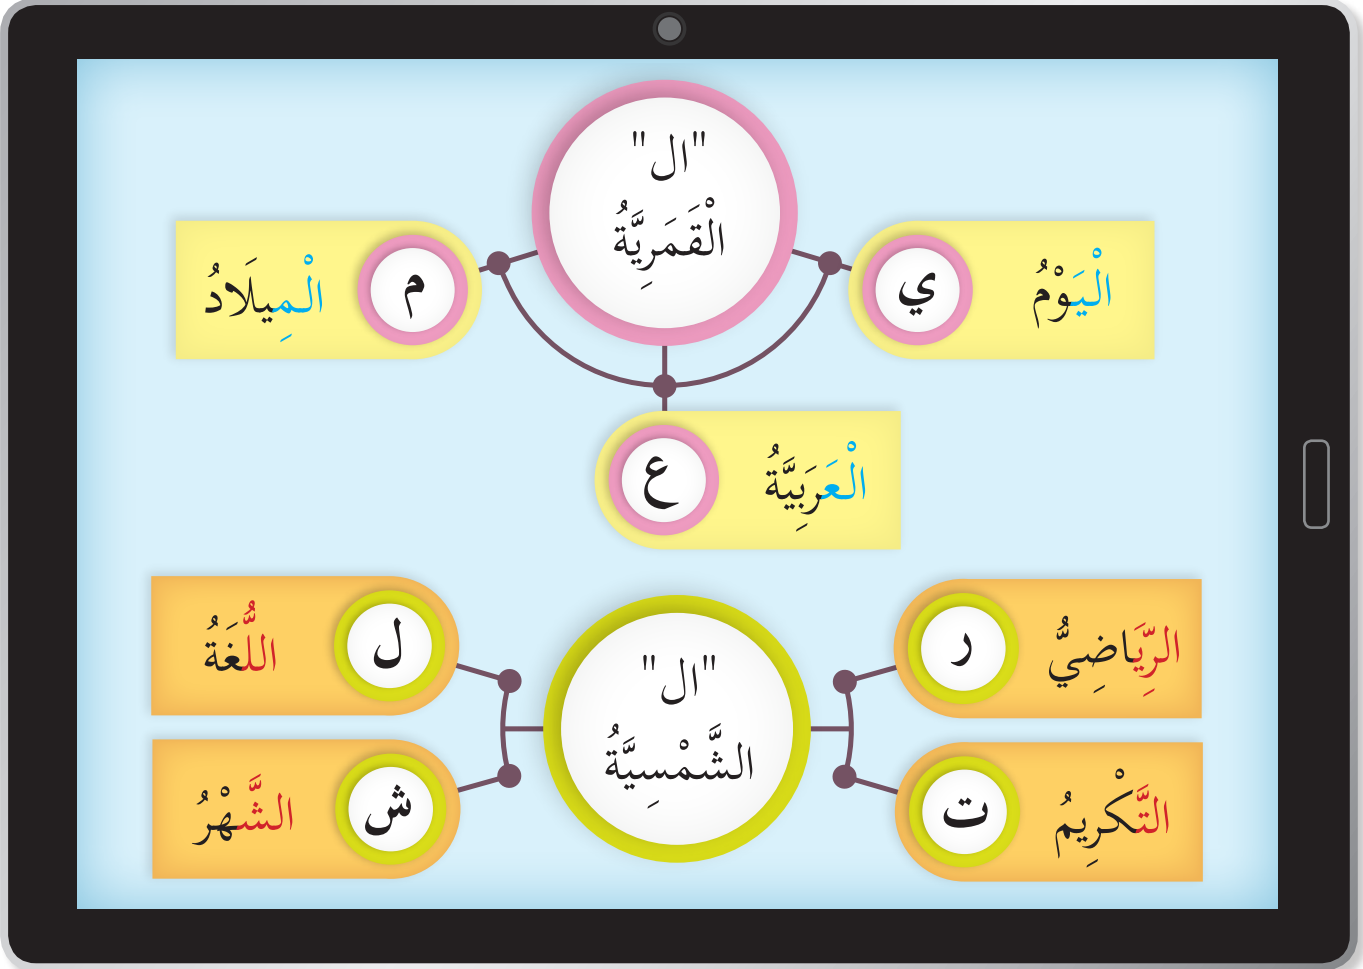 "ال"
الْقَمَرِيَّةُ
ي
الْيَوْمُ
م
الْمِيلَادُ
ع
الْعَرَبِيَّةُ
"ال"
الشَّمْسِيَّةُ
ر
الرِّيَاضِيُّ
ل
اللُّغَةُ
ت
التَّكْرِيمُ
ش
الشَّهْرُ